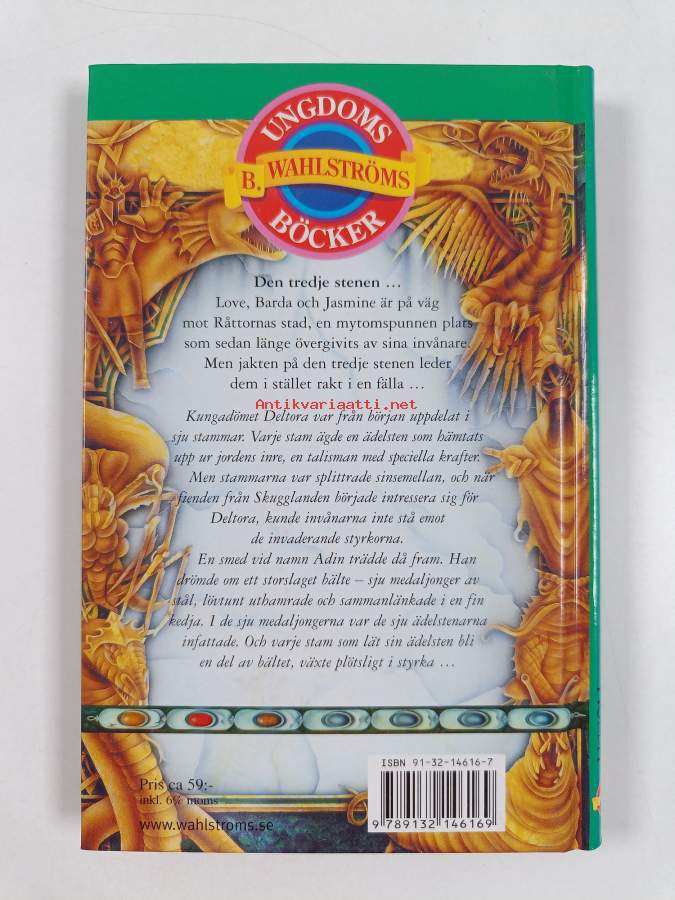 UNGDOMS
B. WAHLSTRÖMS
BÖCKER
Den tredje stenen …
Love, Barda och Jasmine är på väg
mot Råttornas stad, en mytomspunnen plats
som sedan länge övergivits av sina invånare.
Men jakten på den tredje stenen leder
dem i stället rakt i en fälla …
Antikvariaatti.net
Kungadömet Deltora var från början uppdelat i
sju stammar. Varje stam ägde en ädelsten som hämtats
upp ur jordens inre, en talisman med speciella krafter.
Men stammarna var splittrade sinsemellan, och när
fienden från Skugglanden började intressera sig för
Deltora, kunde invånarna inte stå emot
de invaderande styrkorna.
En smed vid namn Adin trädde då fram. Han
drömde om ett storslaget bälte – sju medaljonger av
stål, lövtunt uthamrade och sammanlänkade i en fin
kedja. I de sju medaljongerna var de sju ädelstenarna
infattade. Och varje stam som lät sin ädelsten bli
en del av bältet, växte plötsligt i styrka …
ISBN 91-32-14616-7
Pris ca 59:-
inkl. 6% moms
www.wahlstroms.se
9 789132 146169